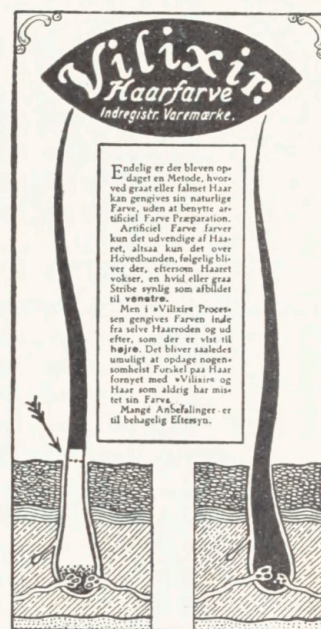 Vilixir.
Haarfarve
Indregistr. Varemærke.
Endelig er der bleven op-
daget en Metode, hvor-
ved graat eller falmet Haar
kan gengives sin naturlige
Farve, uden at benytte ar-
tificiel Farve Præparation.
Artificiel Farve farver
kun det udvendige af Haa-
ret, altsaa kun det over
Hovedbunden, følgelig bli-
ver der, eftersom Haaret
vokser, en hvid eller graa
Stribe synlig som afbildet
til venstre.
Men i »Vilixir« Proces-
sen gengives Farven inde
fra selve Haarroden og ud
efter, som der er vist til
højre. Det bliver saaledes
umuligt at opdage nogen-
somhelst Forskel paa Haar
fornyet med »Vilixir« og
Haar som aldrig har mis-
tet sin Farve
Mange Anbefalinger er
til behagelig Eftersyn.